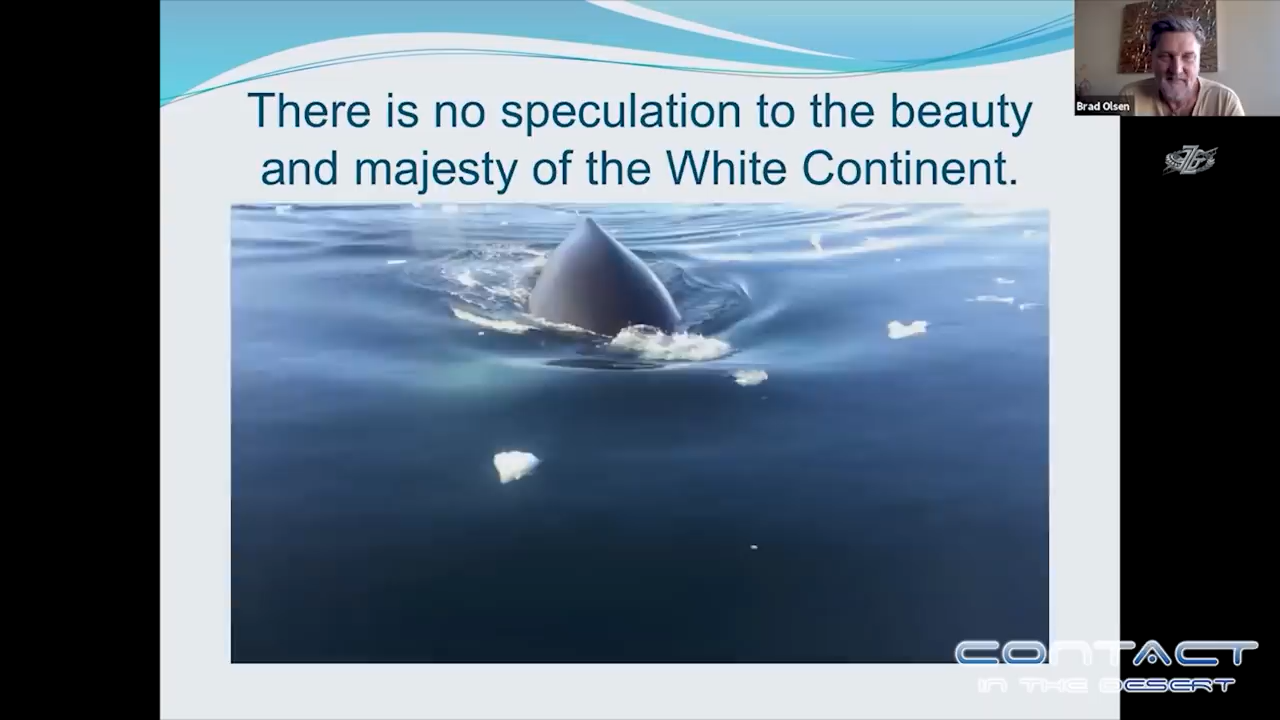 There is no speculation to the beauty
and majesty of the White Continent.
Brad Olsen
CONTACT
IN THE DESERT